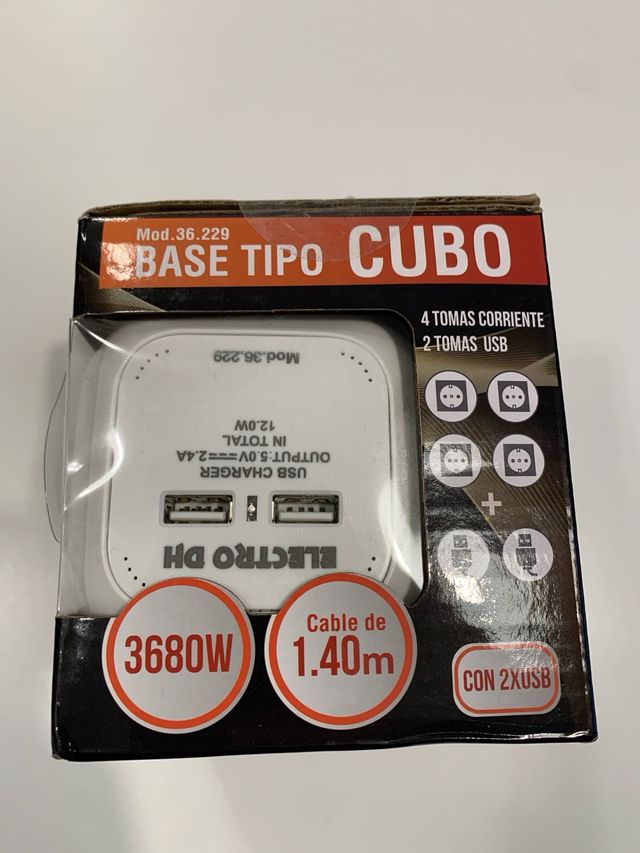 Mod.36.229
BASE TIPO CUBO
4 TOMAS CORRIENTE
2 TOMAS USB
Mod.36.229
12.0W
IN TOTAL
OUTPUT:5.0V⎓2.4A
USB CHARGER
ELECTRO DH
+
3680W
Cable de
1.40m
CON 2XUSB